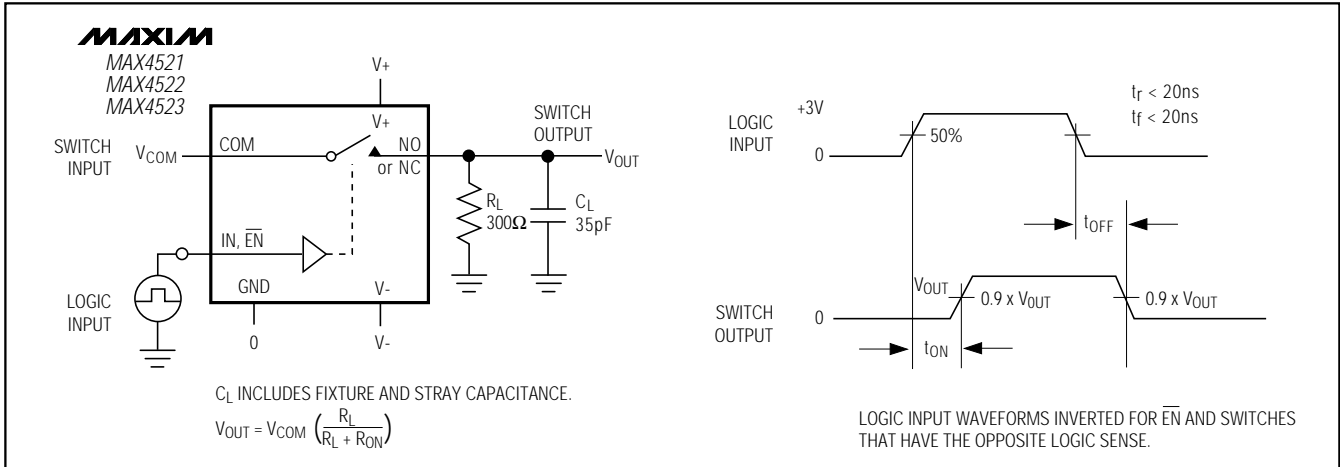 MAXIM
MAX4521
MAX4522
MAX4523
V+
V+
SWITCH
INPUT
VCOM
COM
NO
or NC
SWITCH
OUTPUT
VOUT
RL
300Ω
CL
35pF
IN, E̅N̅
LOGIC
INPUT
GND
0
V-
V-
CL INCLUDES FIXTURE AND STRAY CAPACITANCE.
VOUT = VCOM (RL / RL + RON)
LOGIC
INPUT
+3V
0
50%
tr < 20ns
tf < 20ns
tOFF
VOUT
0.9 x VOUT
0.9 x VOUT
SWITCH
OUTPUT
0
tON
LOGIC INPUT WAVEFORMS INVERTED FOR E̅N̅ AND SWITCHES
THAT HAVE THE OPPOSITE LOGIC SENSE.